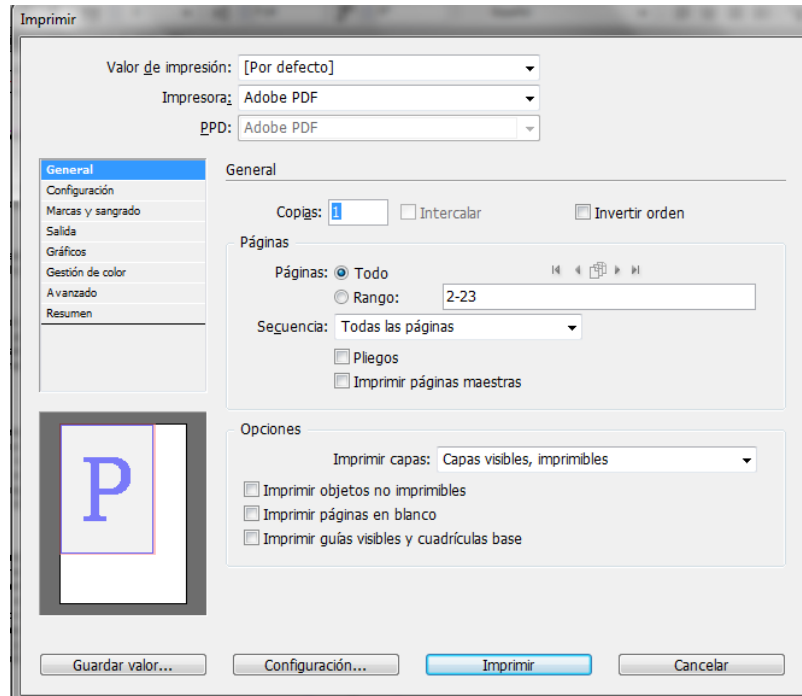 Imprimir
Valor de impresión: [Por defecto]
Impresora: Adobe PDF
PPD: Adobe PDF
General
Configuración
Marcas y sangrado
Salida
Gráficos
Gestión de color
Avanzado
Resumen
General
Copias: 1 Intercalar Invertir orden
Páginas
Páginas: Todo
Rango: 2-23
Secuencia: Todas las páginas
Pliegos
Imprimir páginas maestras
P
Opciones
Imprimir capas: Capas visibles, imprimibles
Imprimir objetos no imprimibles
Imprimir páginas en blanco
Imprimir guías visibles y cuadrículas base
Guardar valor... Configuración... Imprimir Cancelar